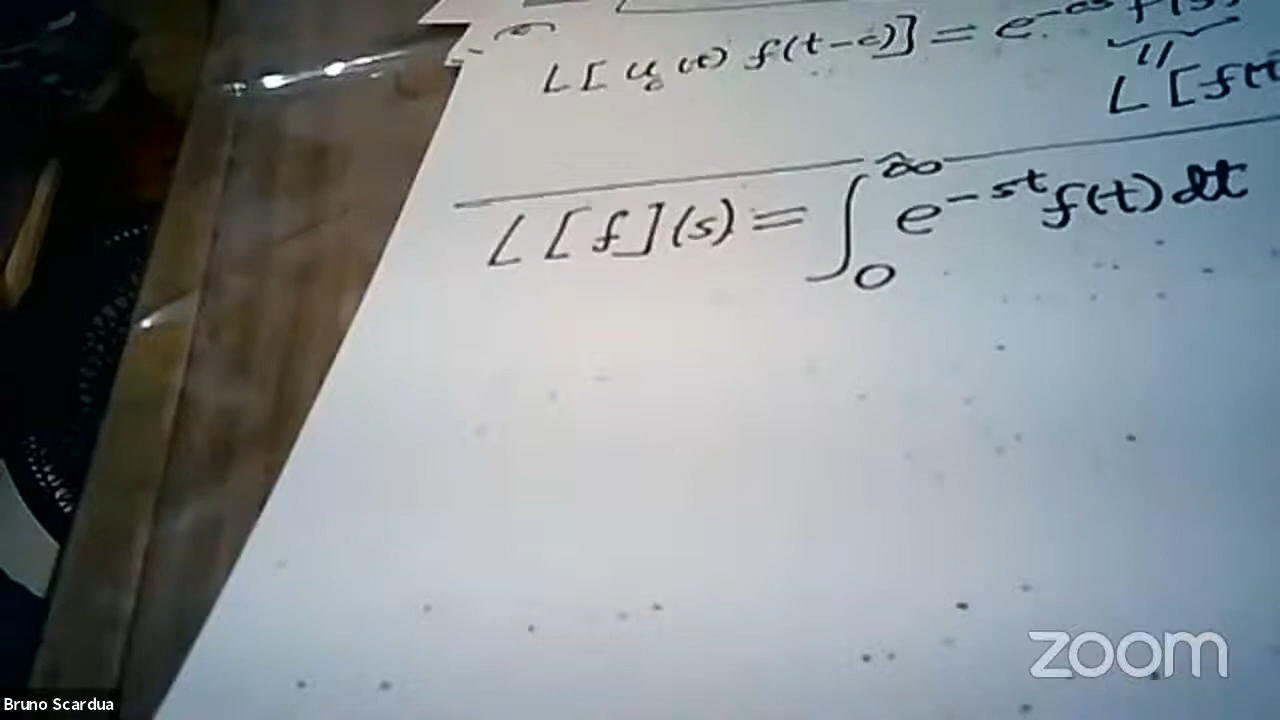 L[u_c(t) f(t-c)] = e^{-cs} F(s)
L[f(t
L[f](s) = ∫_0^∞ e^{-st} f(t) dt
zoom
Bruno Scardua